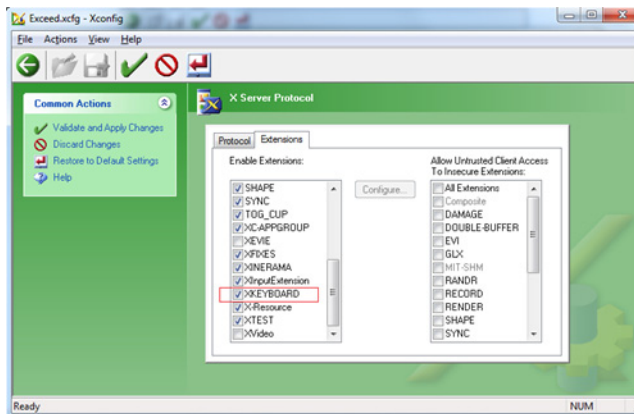 Exceed.xcfg - Xconfig
File Actions View Help
X Server Protocol
Common Actions
Validate and Apply Changes
Discard Changes
Restore to Default Settings
Help
Protocol Extensions
Enable Extensions:
SHAPE
SYNC
TOG_CUP
XC-APPGROUP
XEVIE
XFIXES
XINERAMA
XInputExtension
XKEYBOARD
X-Resource
XTEST
XVideo
Configure...
Allow Untrusted Client Access
To Insecure Extensions:
All Extensions
Composite
DAMAGE
DOUBLE-BUFFER
EVI
GLX
MIT-SHM
RANDR
RECORD
RENDER
SHAPE
SYNC
Ready
NUM